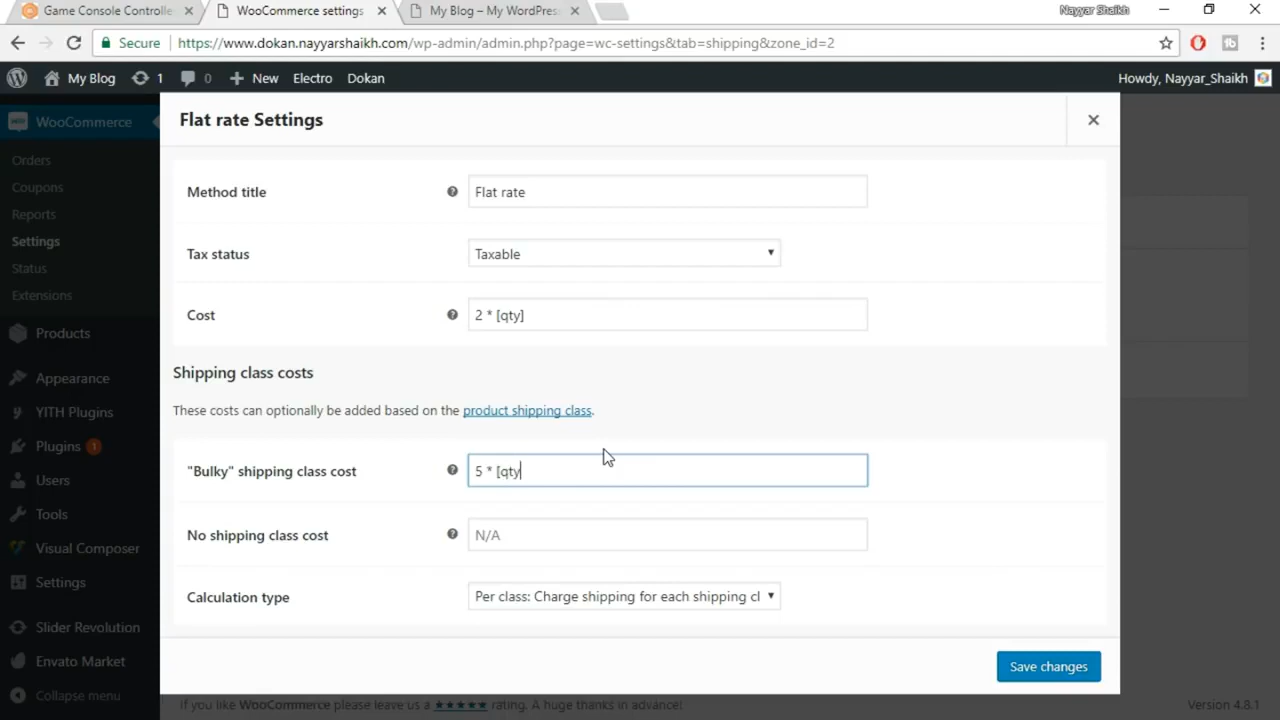 Game Console Controlle
WooCommerce settings
My Blog – My WordPres
Nayyar Shaikh
Secure
https://www.dokan.nayyarshaikh.com/wp-admin/admin.php?page=wc-settings&tab=shipping&zone_id=2
My Blog
1
0
New
Electro
Dokan
Howdy, Nayyar_Shaikh
WooCommerce
Orders
Coupons
Reports
Settings
Status
Extensions
Products
Appearance
YITH Plugins
Plugins 1
Users
Tools
Visual Composer
Settings
Slider Revolution
Envato Market
Collapse menu
Flat rate Settings
Method title
Flat rate
Tax status
Taxable
Cost
2 * [qty]
Shipping class costs
These costs can optionally be added based on the product shipping class.
"Bulky" shipping class cost
5 * [qty
No shipping class cost
N/A
Calculation type
Per class: Charge shipping for each shipping cl
Save changes
If you like WooCommerce please leave us a ★★★★★ rating. A huge thanks in advance!
Version 4.8.1